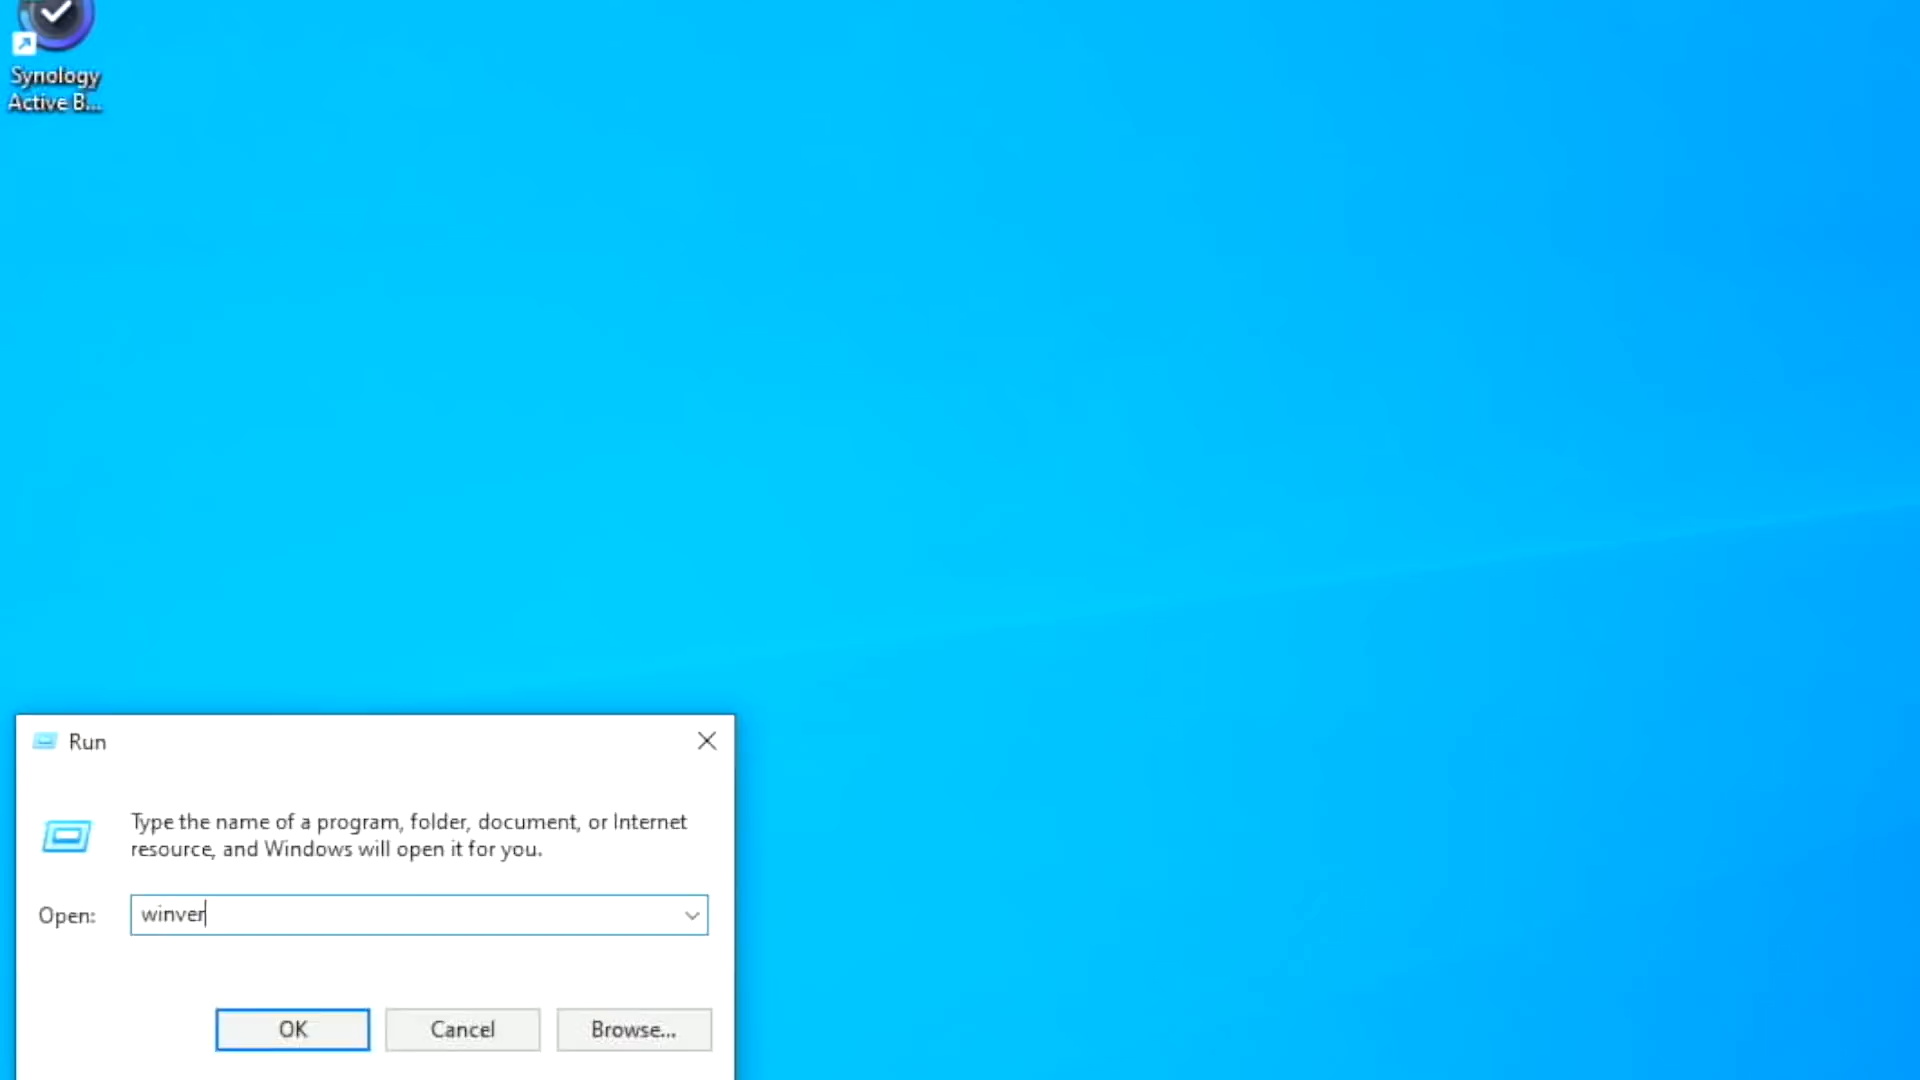 Synology
Active B...
Run
Type the name of a program, folder, document, or Internet
resource, and Windows will open it for you.
Open:
winver
OK
Cancel
Browse...